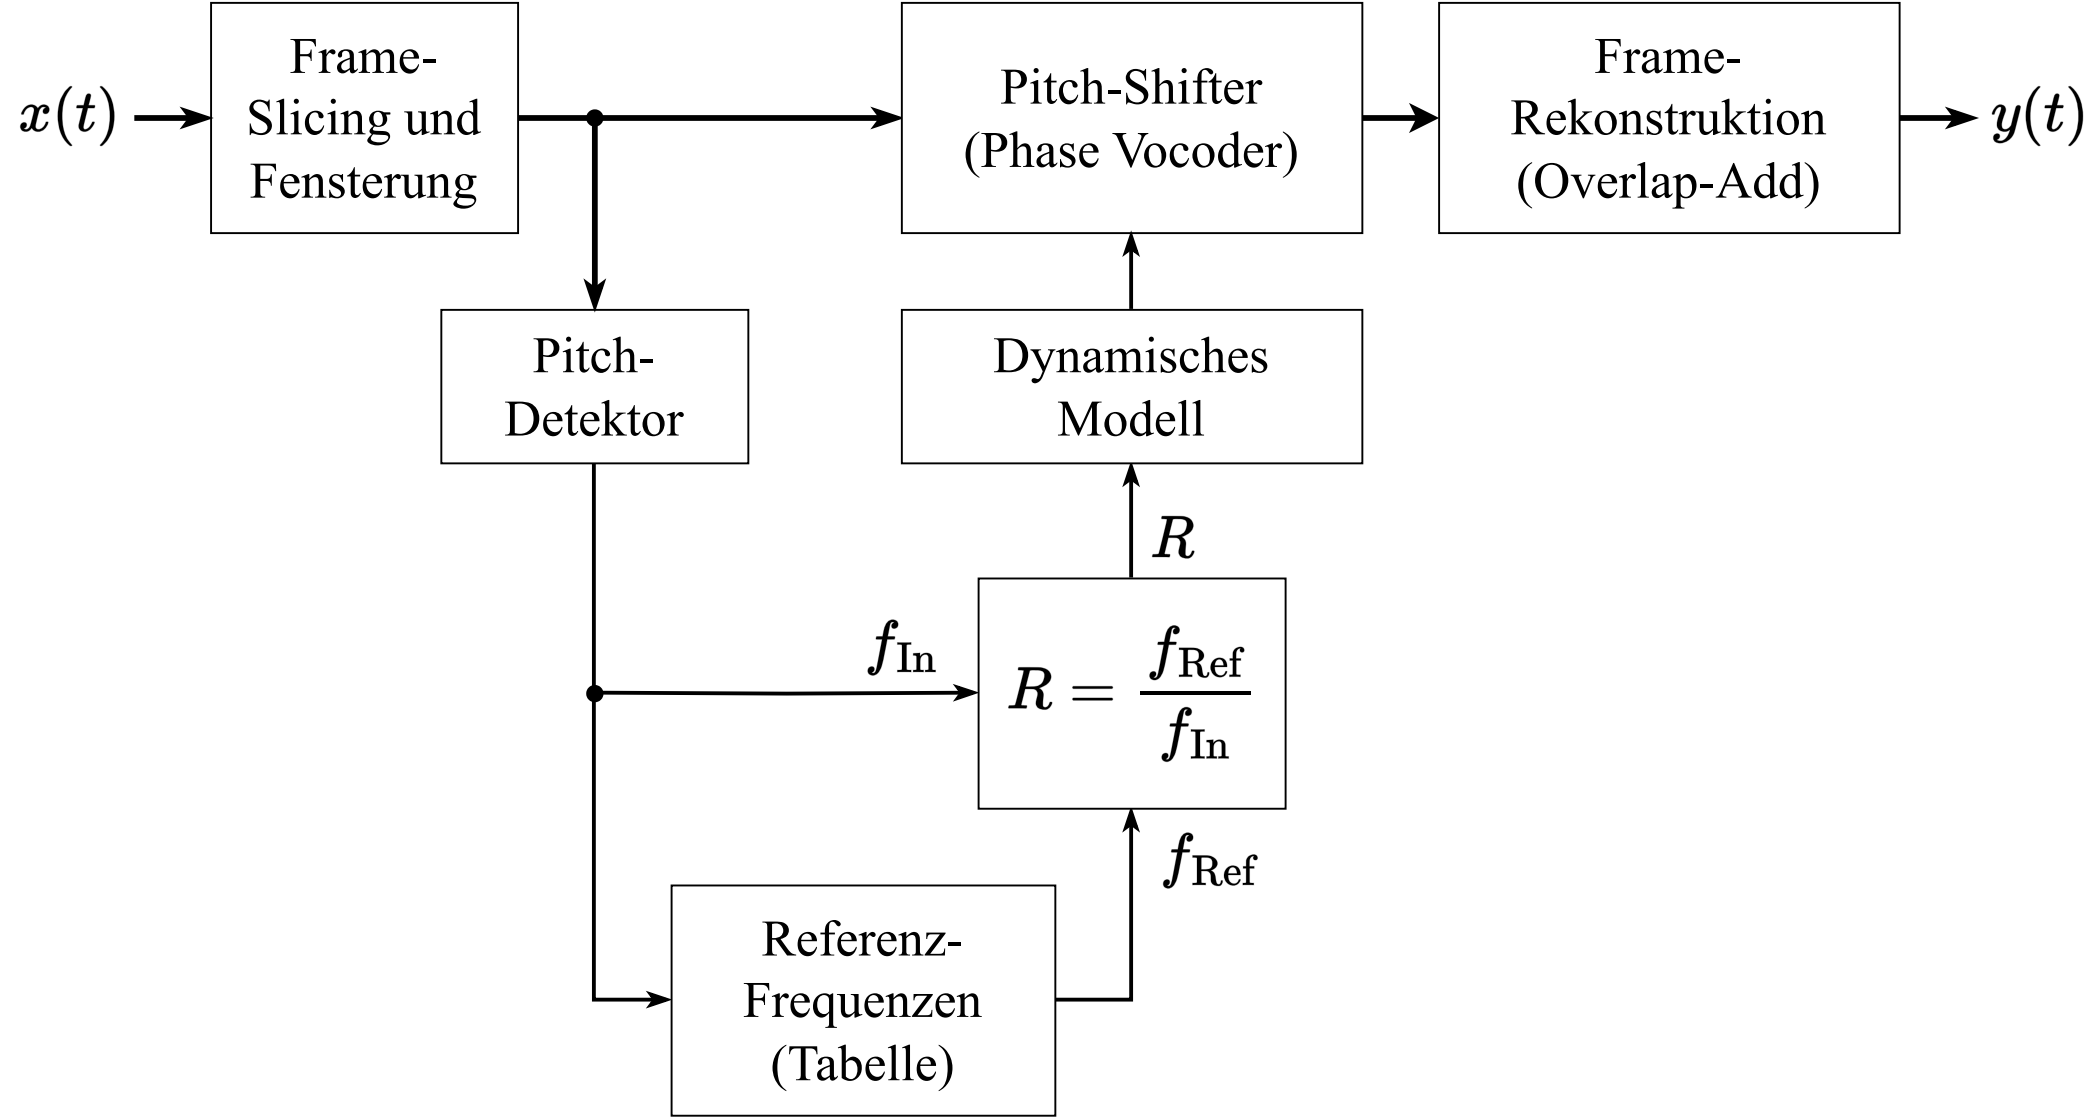 x(t)
Frame-
Slicing und
Fensterung
Pitch-Shifter
(Phase Vocoder)
Frame-
Rekonstruktion
(Overlap-Add)
y(t)
Pitch-
Detektor
Dynamisches
Modell
R
f_In
R = f_Ref / f_In
f_Ref
Referenz-
Frequenzen
(Tabelle)